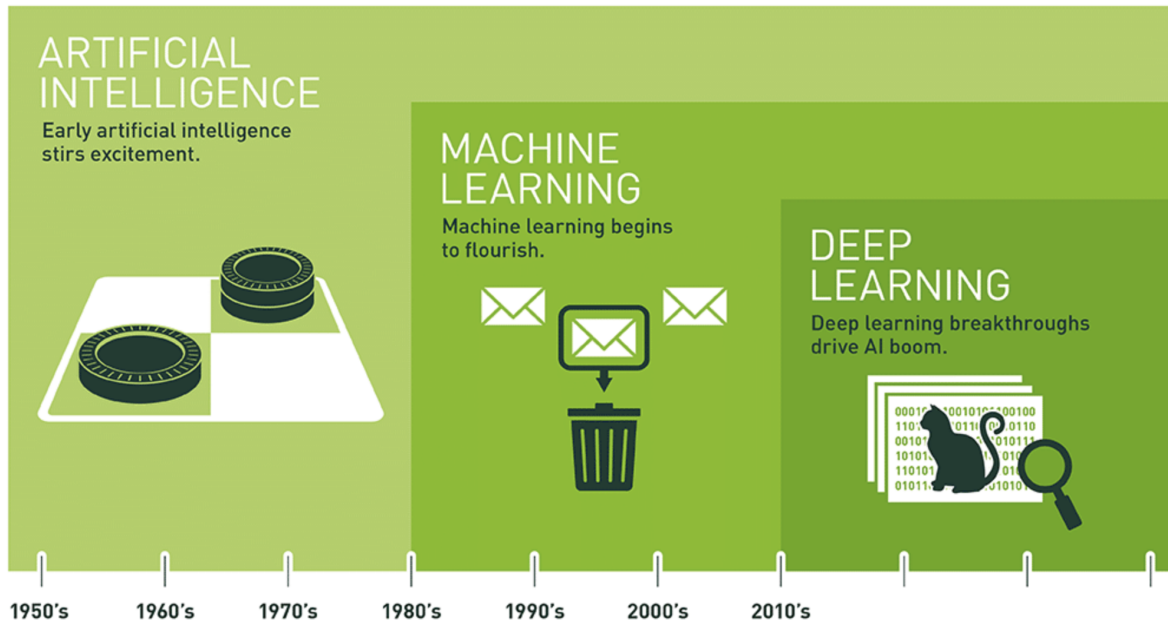 ARTIFICIAL
INTELLIGENCE
Early artificial intelligence
stirs excitement.
MACHINE
LEARNING
Machine learning begins
to flourish.
DEEP
LEARNING
Deep learning breakthroughs
drive AI boom.
1950's
1960's
1970's
1980's
1990's
2000's
2010's